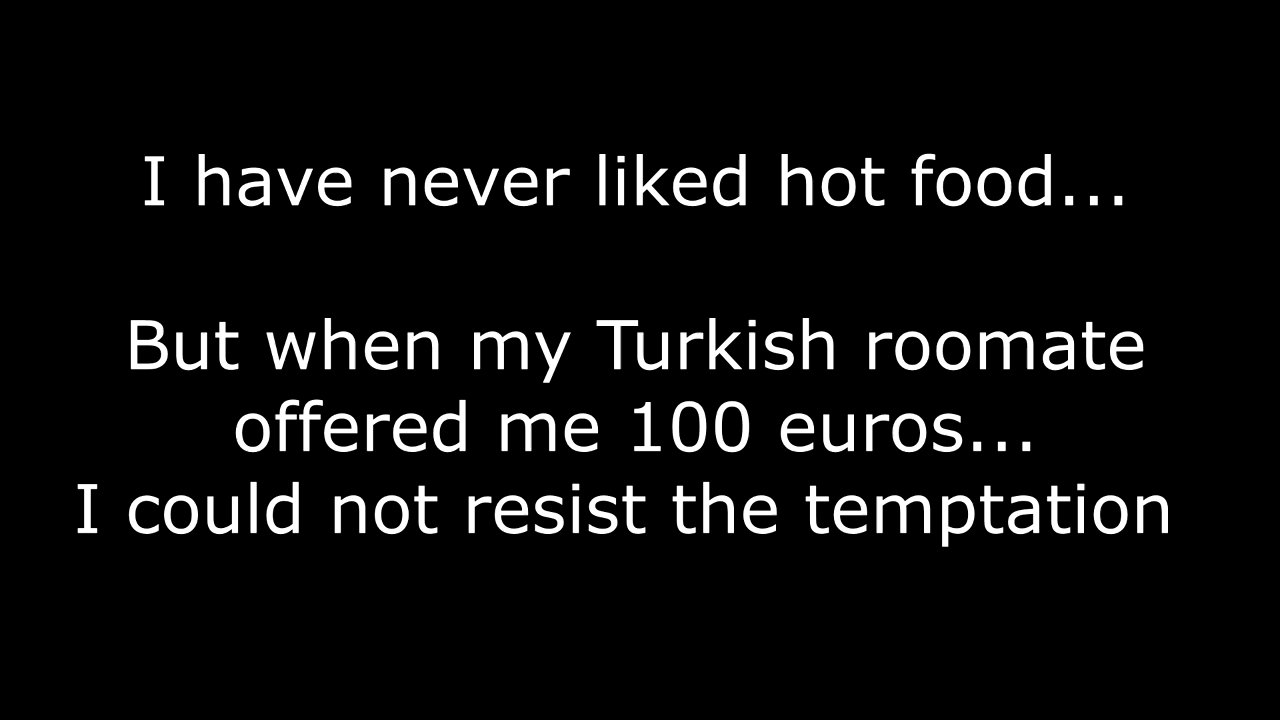 I have never liked hot food...
But when my Turkish roomate
offered me 100 euros...
I could not resist the temptation